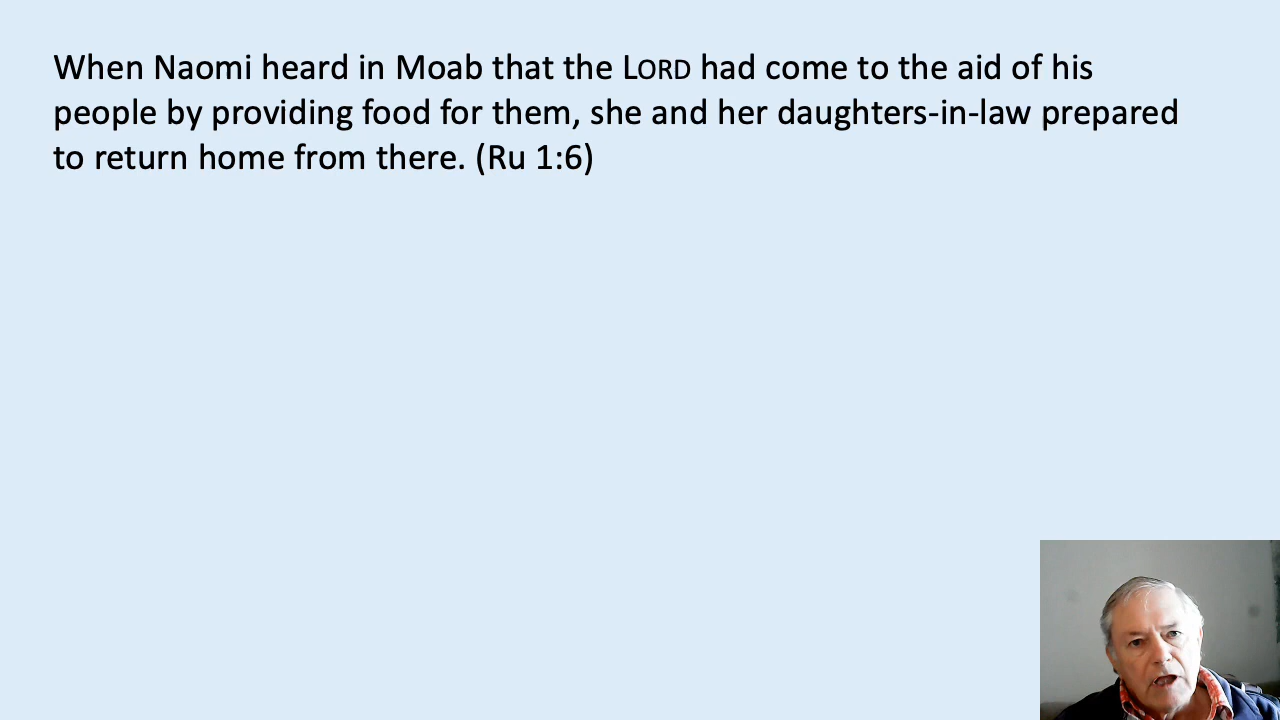 When Naomi heard in Moab that the LORD had come to the aid of his
people by providing food for them, she and her daughters-in-law prepared
to return home from there. (Ru 1:6)